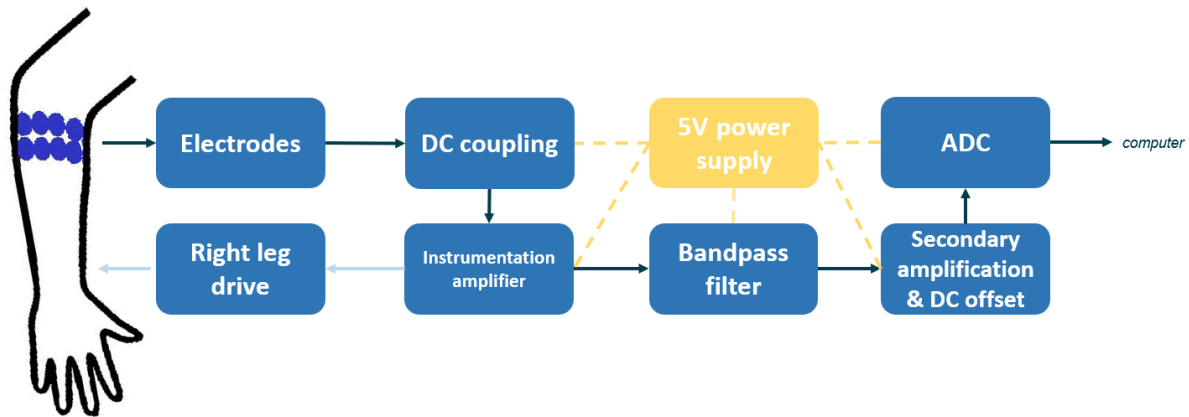 Electrodes
DC coupling
5V power
supply
ADC
computer
Right leg
drive
Instrumentation
amplifier
Bandpass
filter
Secondary
amplification
& DC offset